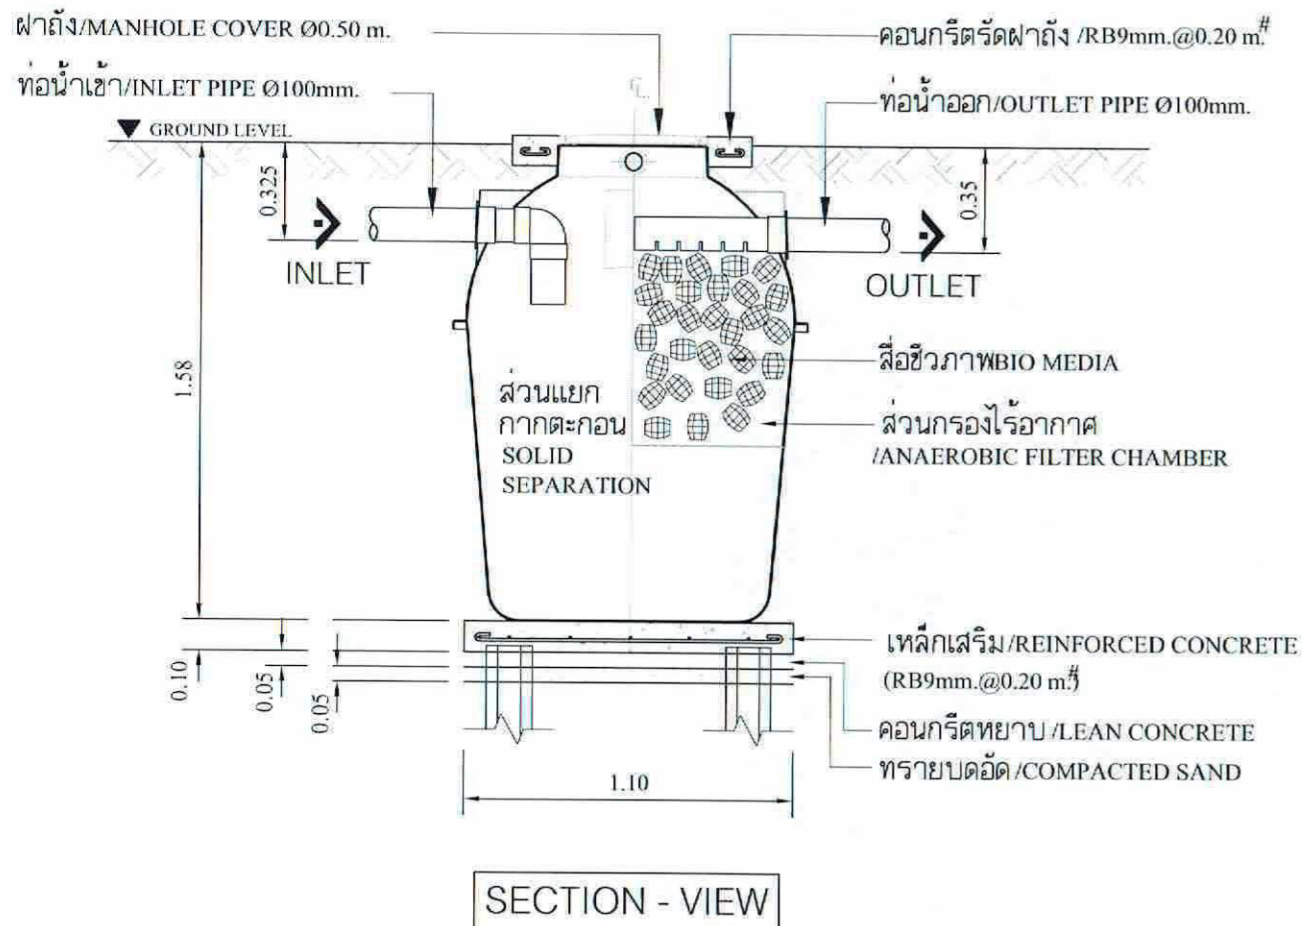 ฝาถัง/MANHOLE COVER Ø0.50 m.
ท่อน้ำเข้า/INLET PIPE Ø100mm.
GROUND LEVEL
คอนกรีตรัดฝาถัง /RB9mm.@0.20 m.#
ท่อน้ำออก/OUTLET PIPE Ø100mm.
0.325
0.35
INLET
OUTLET
1.58
สื่อชีวภาพBIO MEDIA
ส่วนแยก
กากตะกอน
SOLID
SEPARATION
ส่วนกรองไร้อากาศ
/ANAEROBIC FILTER CHAMBER
0.10
0.05
0.05
เหล็กเสริม/REINFORCED CONCRETE
(RB9mm.@0.20 m.#)
คอนกรีตหยาบ /LEAN CONCRETE
ทรายบดอัด /COMPACTED SAND
1.10
SECTION - VIEW